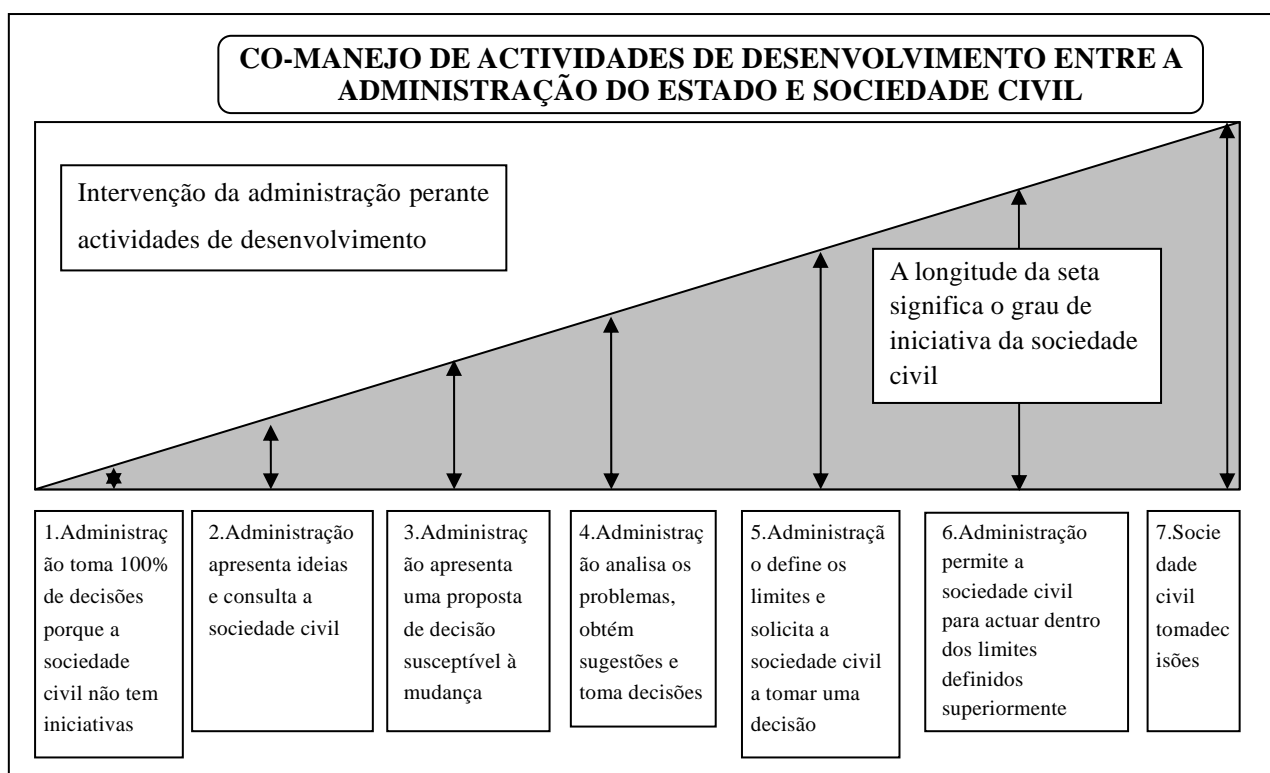 CO-MANEJO DE ACTIVIDADES DE DESENVOLVIMENTO ENTRE A
ADMINISTRAÇÃO DO ESTADO E SOCIEDADE CIVIL
Intervenção da administração perante
actividades de desenvolvimento
A longitude da seta
significa o grau de
iniciativa da sociedade
civil
1.Administraç
ão toma 100%
de decisões
porque a
sociedade
civil não tem
iniciativas
2.Administração
apresenta ideias
e consulta a
sociedade civil
3.Administraç
ão apresenta
uma proposta
de decisão
susceptível à
mudança
4.Administraç
ão analisa os
problemas,
obtém
sugestões e
toma decisões
5.Administraçã
o define os
limites e
solicita a
sociedade civil
a tomar uma
decisão
6.Administração
permite a
sociedade civil
para actuar dentro
dos limites
definidos
superiormente
7.Socie
dade
civil
tomadec
isões